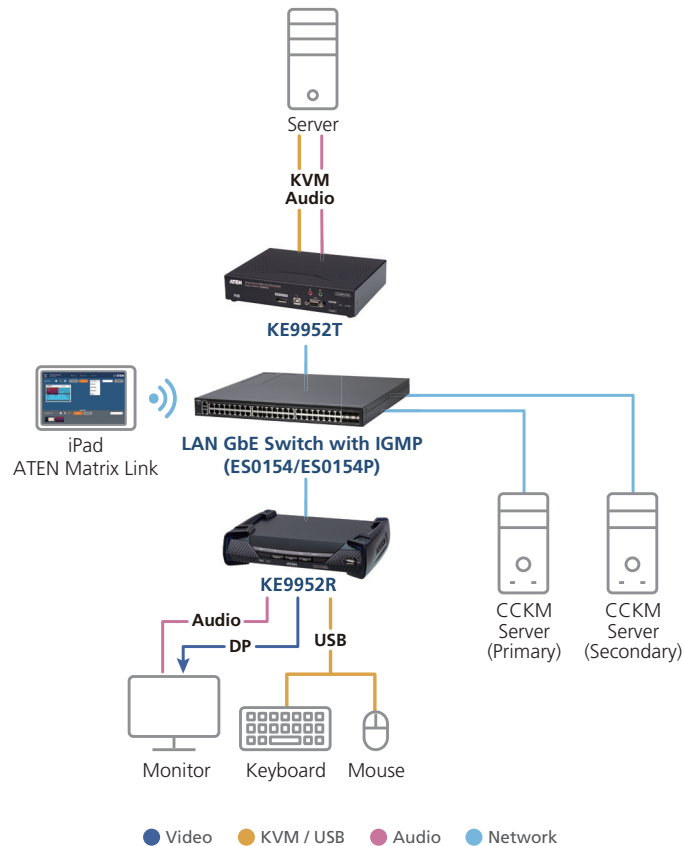 Server
KVM
Audio
ATEN
KE9952T
iPad
ATEN Matrix Link
LAN GbE Switch with IGMP
(ES0154/ES0154P)
KE9952R
CCKM
Server
(Primary)
CCKM
Server
(Secondary)
Audio
DP
USB
Monitor
Keyboard
Mouse
Video
KVM / USB
Audio
Network